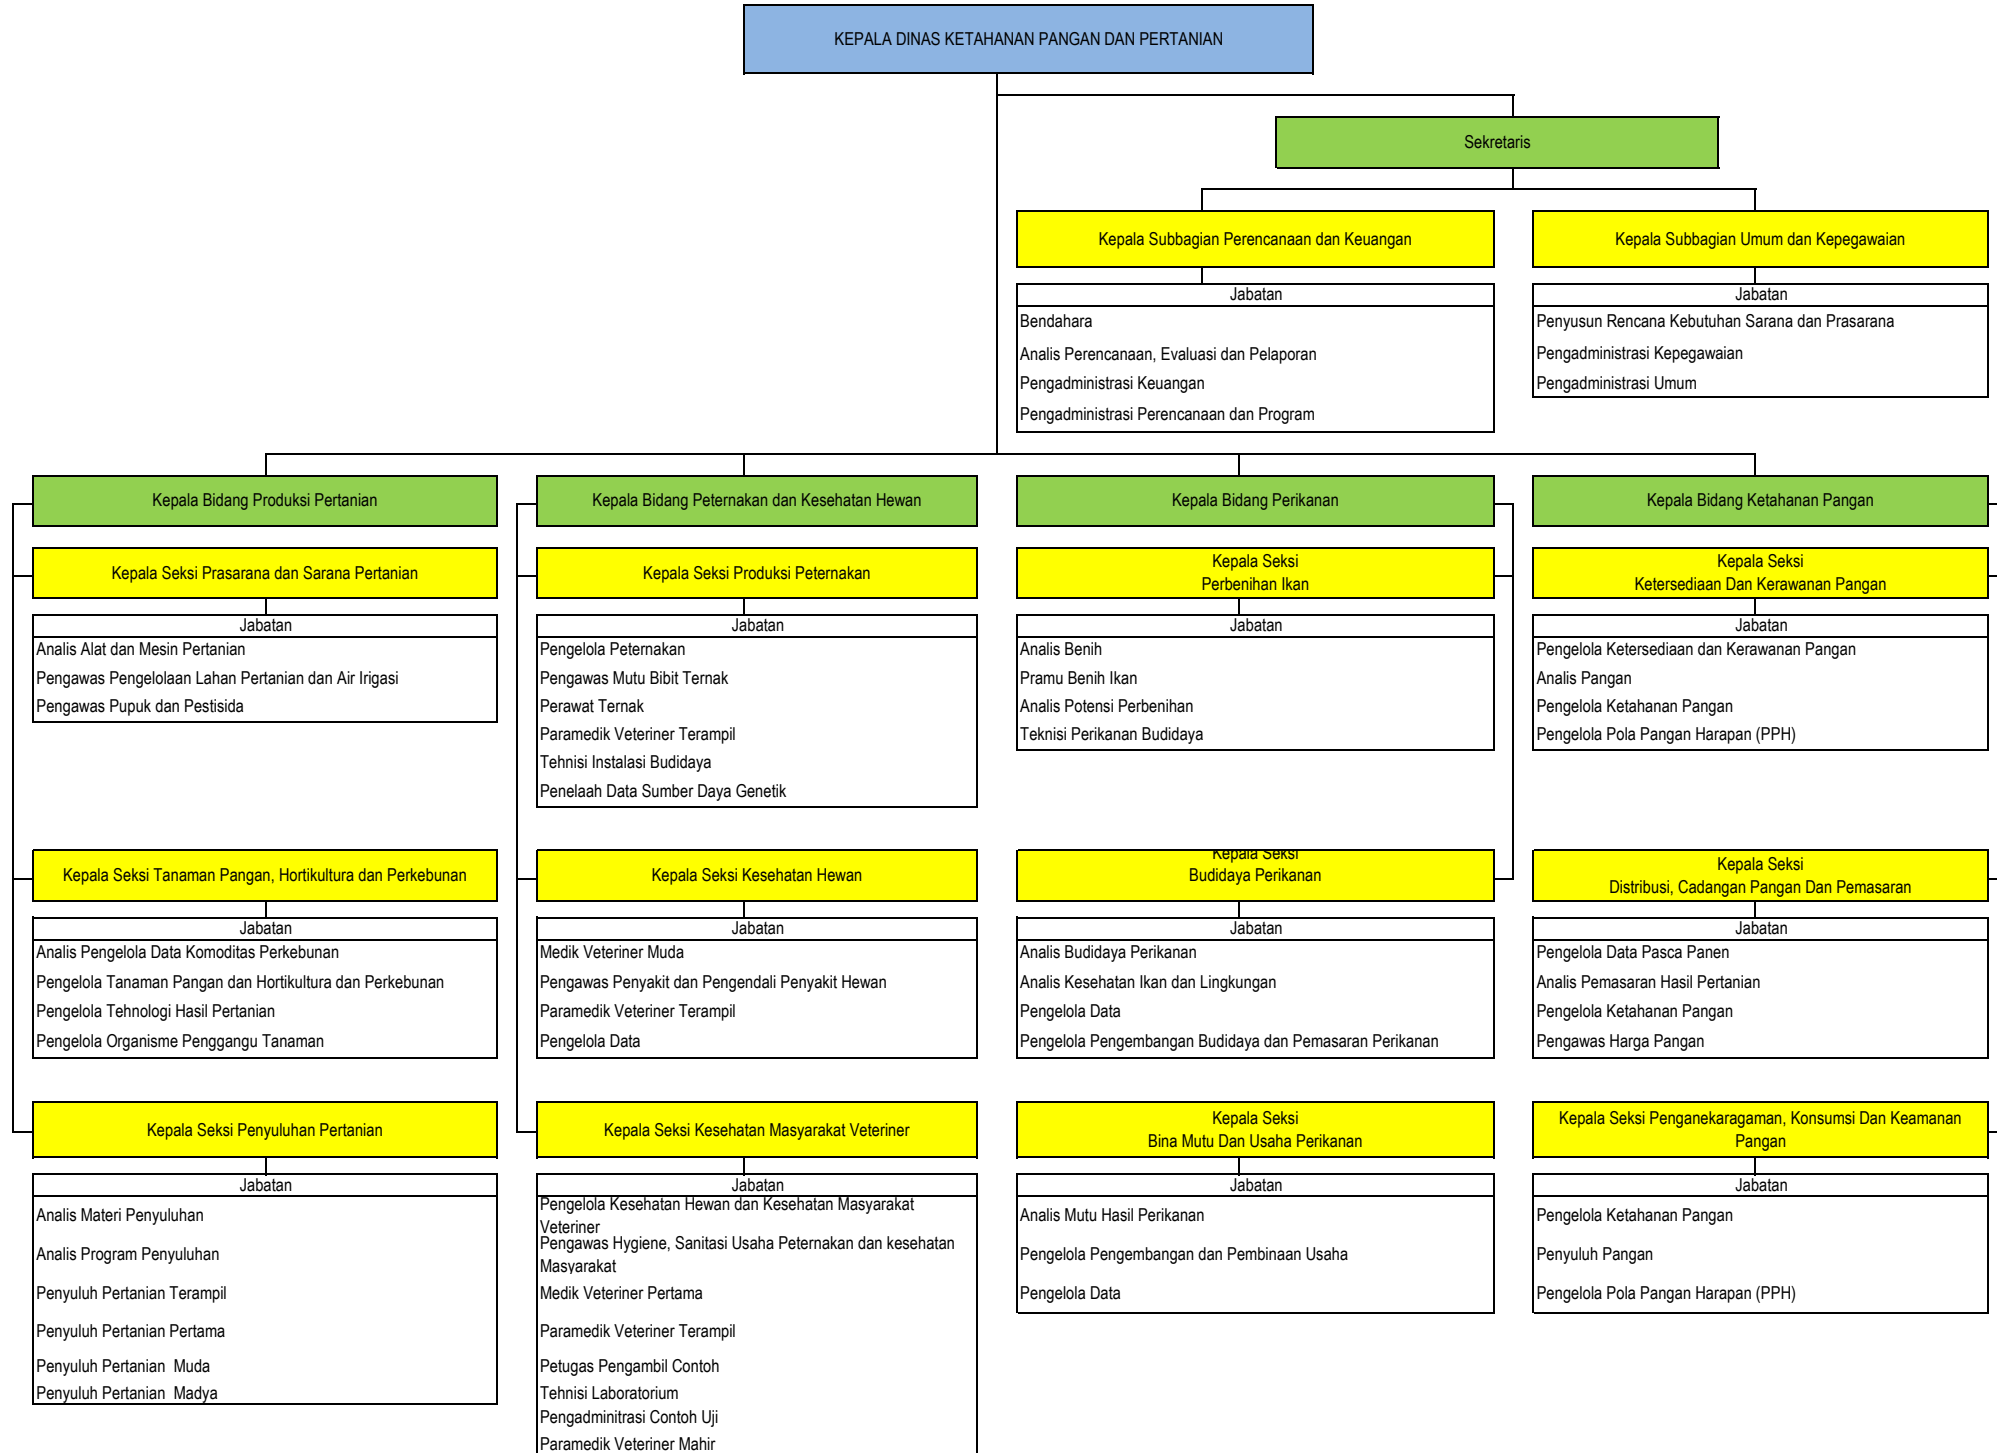 KEPALA DINAS KETAHANAN PANGAN DAN PERTANIAN
Sekretaris
Kepala Subbagian Perencanaan dan Keuangan
Jabatan
Bendahara
Analis Perencanaan, Evaluasi dan Pelaporan
Pengadministrasi Keuangan
Pengadministrasi Perencanaan dan Program
Kepala Subbagian Umum dan Kepegawaian
Jabatan
Penyusun Rencana Kebutuhan Sarana dan Prasarana
Pengadministrasi Kepegawaian
Pengadministrasi Umum
Kepala Bidang Produksi Pertanian
Kepala Seksi Prasarana dan Sarana Pertanian
Jabatan
Analis Alat dan Mesin Pertanian
Pengawas Pengelolaan Lahan Pertanian dan Air Irigasi
Pengawas Pupuk dan Pestisida
Kepala Seksi Tanaman Pangan, Hortikultura dan Perkebunan
Jabatan
Analis Pengelola Data Komoditas Perkebunan
Pengelola Tanaman Pangan dan Hortikultura dan Perkebunan
Pengelola Tehnologi Hasil Pertanian
Pengelola Organisme Penggangu Tanaman
Kepala Seksi Penyuluhan Pertanian
Jabatan
Analis Materi Penyuluhan
Analis Program Penyuluhan
Penyuluh Pertanian Terampil
Penyuluh Pertanian Pertama
Penyuluh Pertanian  Muda
Penyuluh Pertanian  Madya
Kepala Bidang Peternakan dan Kesehatan Hewan
Kepala Seksi Produksi Peternakan
Jabatan
Pengelola Peternakan
Pengawas Mutu Bibit Ternak
Perawat Ternak
Paramedik Veteriner Terampil
Tehnisi Instalasi Budidaya
Penelaah Data Sumber Daya Genetik
Kepala Seksi Kesehatan Hewan
Jabatan
Medik Veteriner Muda
Pengawas Penyakit dan Pengendali Penyakit Hewan
Paramedik Veteriner Terampil
Pengelola Data
Kepala Seksi Kesehatan Masyarakat Veteriner
Jabatan
Pengelola Kesehatan Hewan dan Kesehatan Masyarakat
Veteriner
Pengawas Hygiene, Sanitasi Usaha Peternakan dan kesehatan
Masyarakat
Medik Veteriner Pertama
Paramedik Veteriner Terampil
Petugas Pengambil Contoh
Tehnisi Laboratorium
Pengadminitrasi Contoh Uji
Paramedik Veteriner Mahir
Kepala Bidang Perikanan
Kepala Seksi
Perbenihan Ikan
Jabatan
Analis Benih
Pramu Benih Ikan
Analis Potensi Perbenihan
Teknisi Perikanan Budidaya
Kepala Seksi
Budidaya Perikanan
Jabatan
Analis Budidaya Perikanan
Analis Kesehatan Ikan dan Lingkungan
Pengelola Data
Pengelola Pengembangan Budidaya dan Pemasaran Perikanan
Kepala Seksi
Bina Mutu Dan Usaha Perikanan
Jabatan
Analis Mutu Hasil Perikanan
Pengelola Pengembangan dan Pembinaan Usaha
Pengelola Data
Kepala Bidang Ketahanan Pangan
Kepala Seksi
Ketersediaan Dan Kerawanan Pangan
Jabatan
Pengelola Ketersediaan dan Kerawanan Pangan
Analis Pangan
Pengelola Ketahanan Pangan
Pengelola Pola Pangan Harapan (PPH)
Kepala Seksi
Distribusi, Cadangan Pangan Dan Pemasaran
Jabatan
Pengelola Data Pasca Panen
Analis Pemasaran Hasil Pertanian
Pengelola Ketahanan Pangan
Pengawas Harga Pangan
Kepala Seksi Penganekaragaman, Konsumsi Dan Keamanan
Pangan
Jabatan
Pengelola Ketahanan Pangan
Penyuluh Pangan
Pengelola Pola Pangan Harapan (PPH)